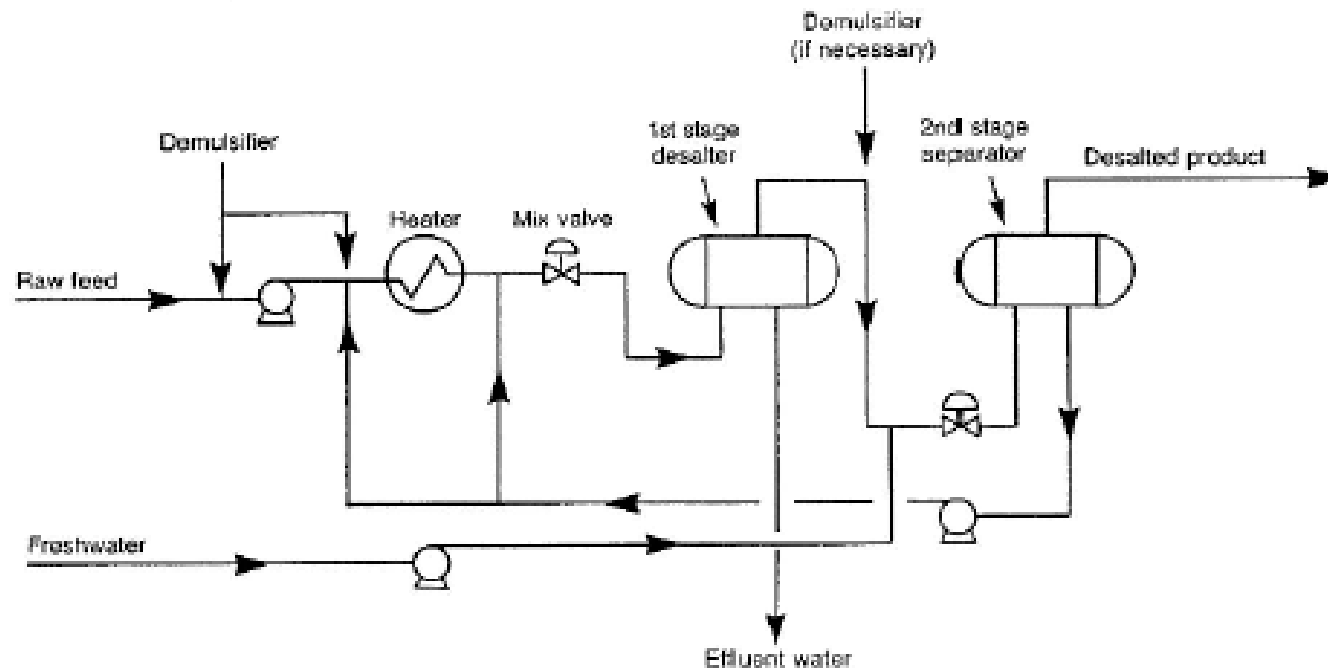 Domulsifier
(if necessary)
1st stage
desalter
2nd stage
separator
Desalted product
Domulsifier
Heater
Mix valve
Raw feed
Freshwater
Effluent water